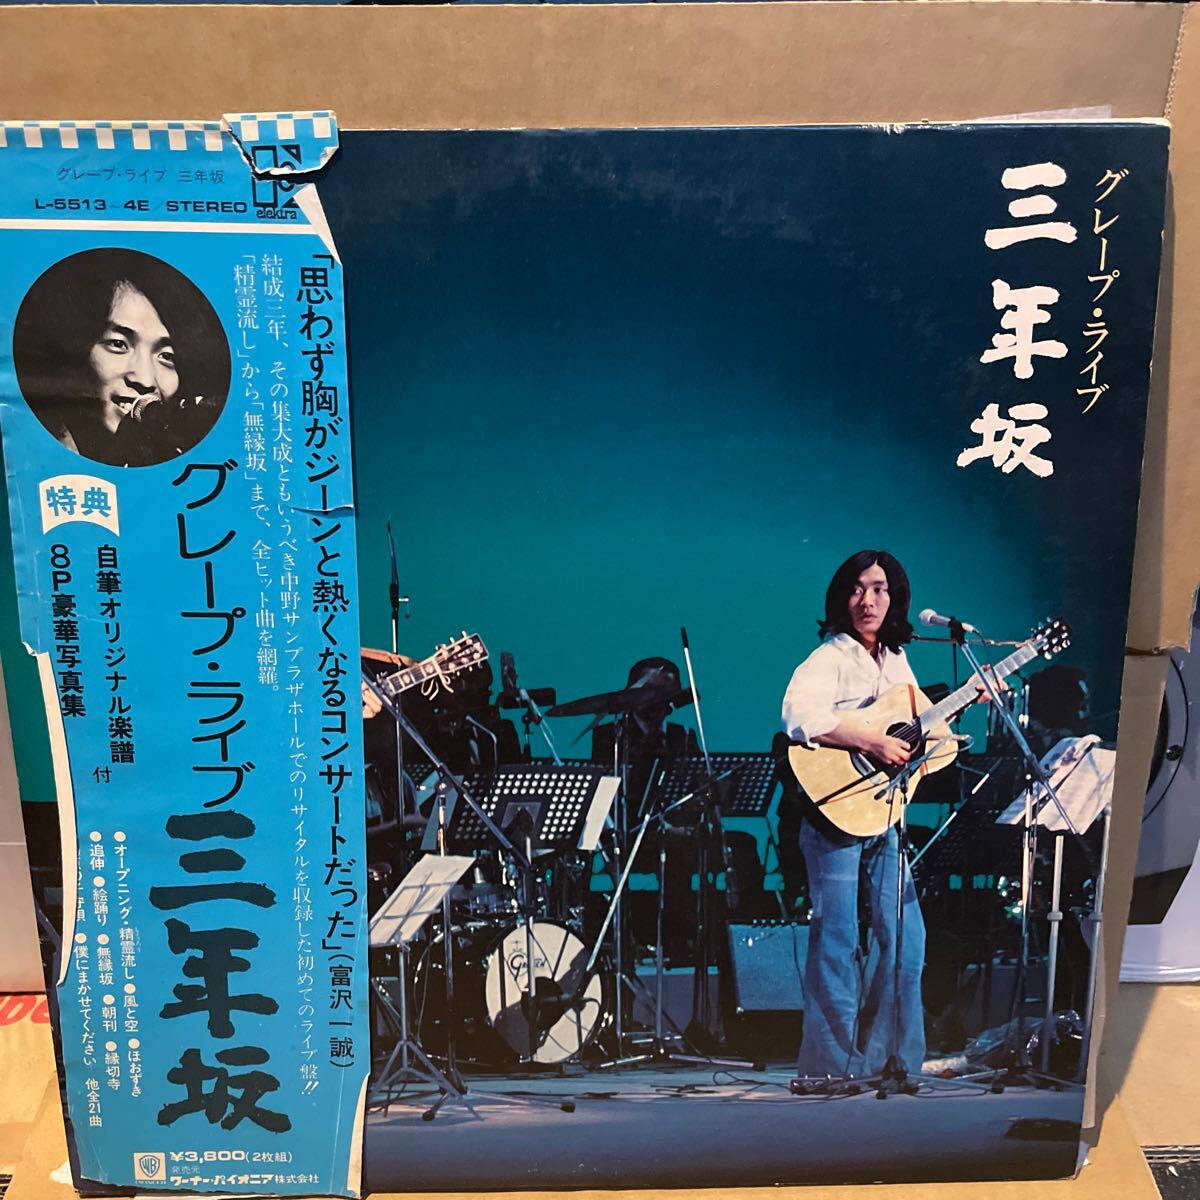 グレープ・ライブ 三年坂
L-5513~4E/STEREO
elektra
「思わず胸がジーンと熱くなるコンサートだった」(富沢一誠)
結成三年、その集大成ともいうべき中野サンプラザホールでのリサイタルを収録した初めてのライブ盤!!
「精霊流し」から「無縁坂」まで、全ヒット曲を網羅。
グレープ・ライブ
三年坂
特典
自筆オリジナル楽譜 付
8P豪華写真集
●オープニング・精霊流し●風と空●ほおずき
●追伸●絵踊り●無縁坂●朝刊●縁切寺
●僕にまかせてください 他全21曲
¥3,800(2枚組)
発売元
ワーナー・パイオニア株式会社
グレープ・ライブ
三年坂